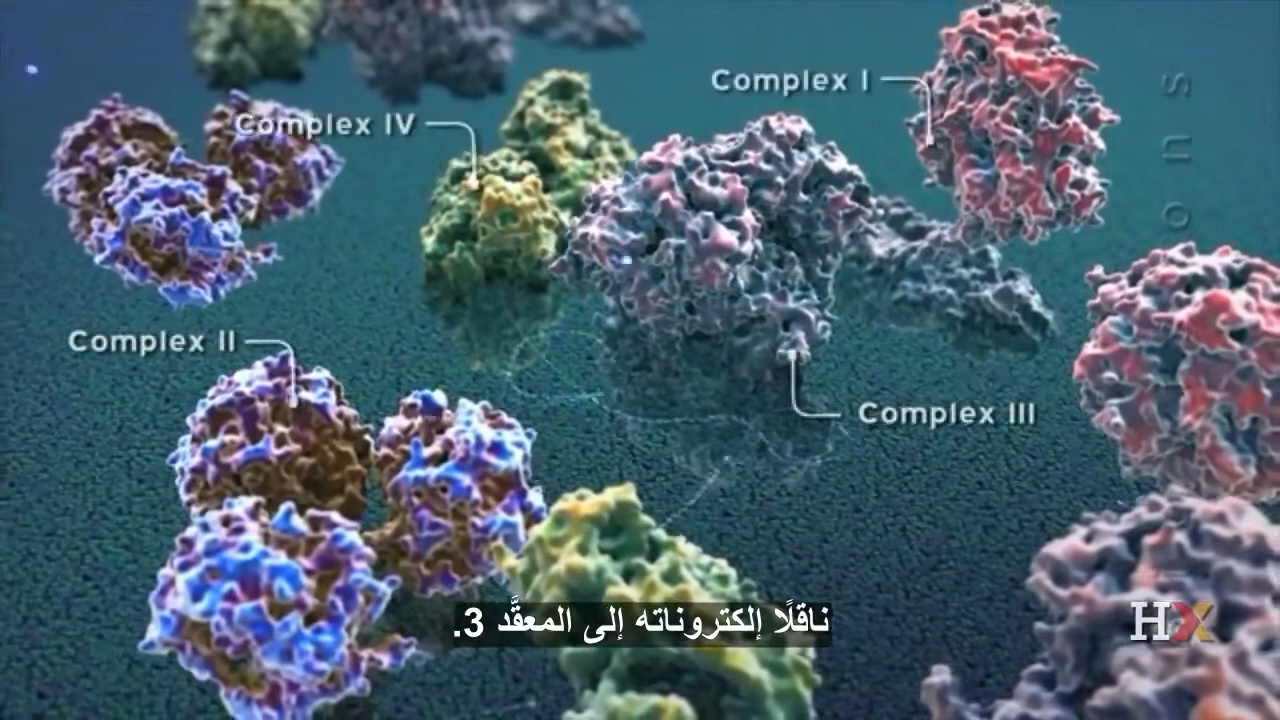 Complex I
Complex IV
Complex II
Complex III
ناقلًا إلكتروناته إلى المعقَّد 3.
HX